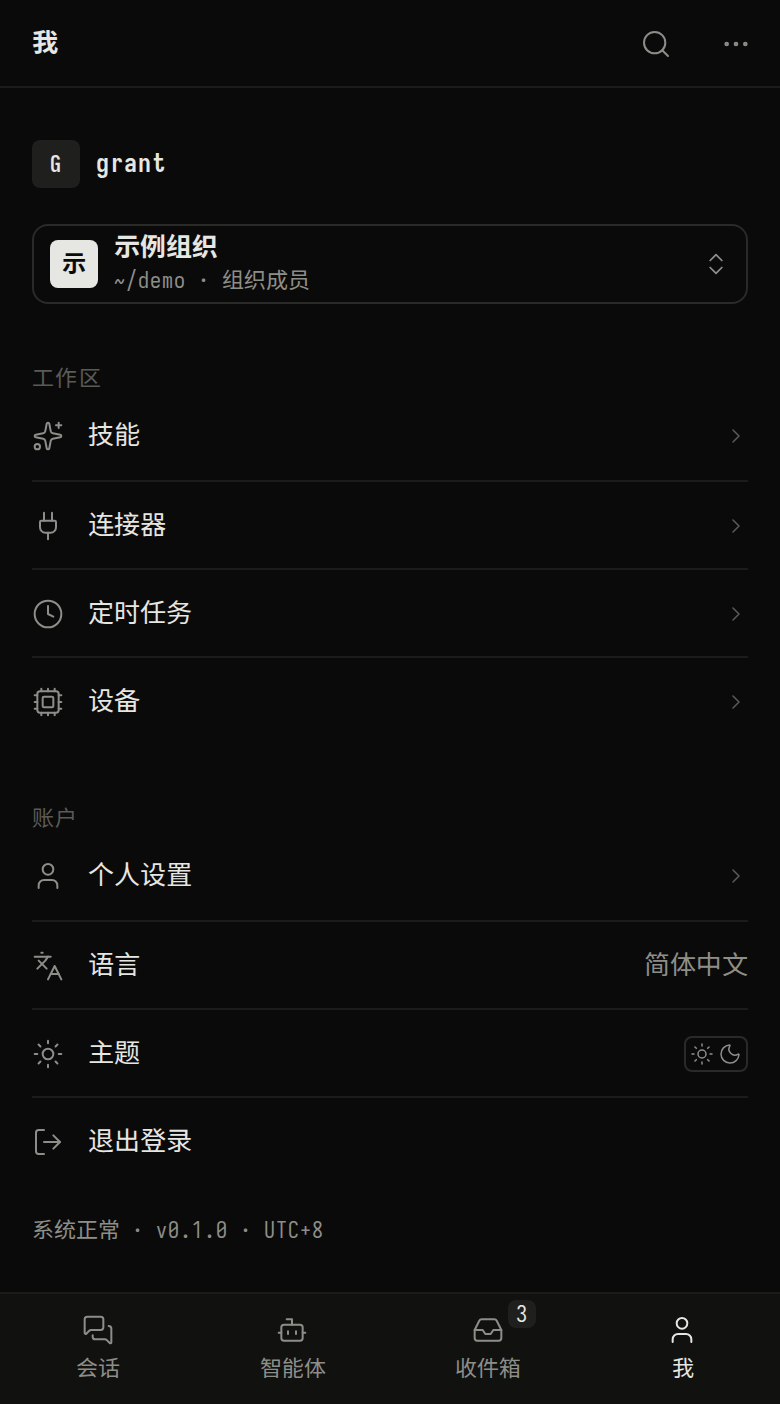 我
G grant
示 示例组织
~/demo · 组织成员
工作区
技能
连接器
定时任务
设备
账户
个人设置
语言 简体中文
主题
退出登录
系统正常 · v0.1.0 · UTC+8
3
会话 智能体 收件箱 我